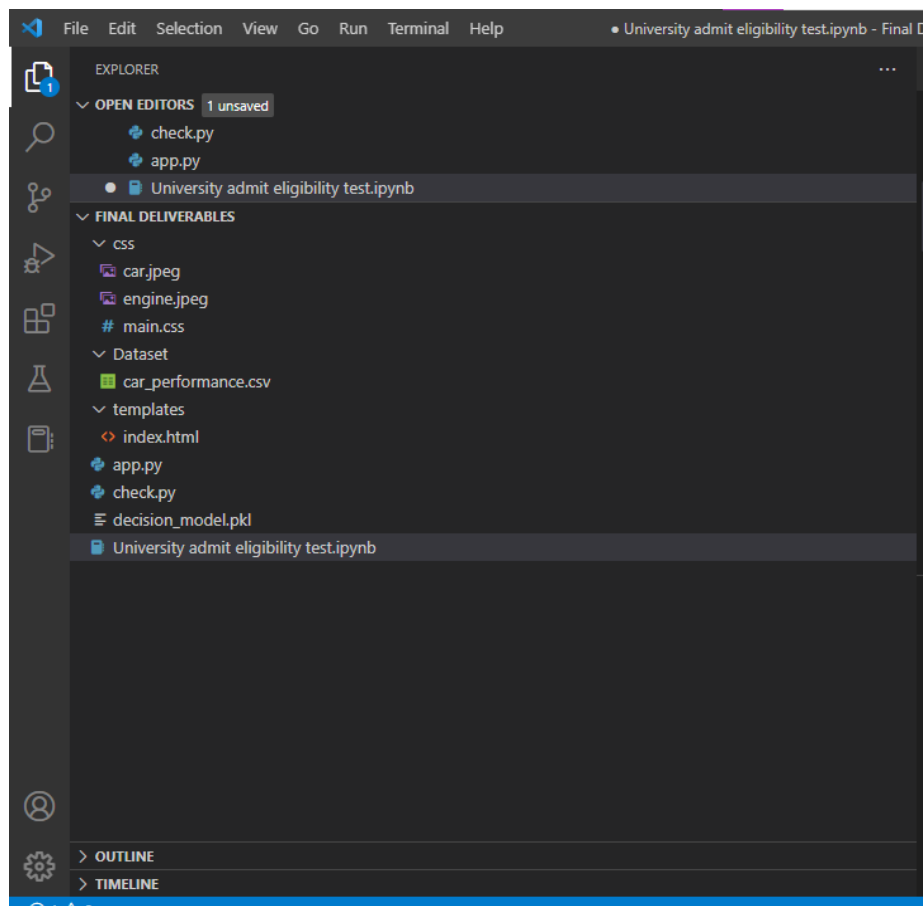 File Edit Selection View Go Run Terminal Help ● University admit eligibility test.ipynb - Final D
EXPLORER ...
1
OPEN EDITORS 1 unsaved
check.py
app.py
● University admit eligibility test.ipynb
FINAL DELIVERABLES
css
car.jpeg
engine.jpeg
# main.css
Dataset
car_performance.csv
templates
<> index.html
app.py
check.py
decision_model.pkl
University admit eligibility test.ipynb
OUTLINE
TIMELINE